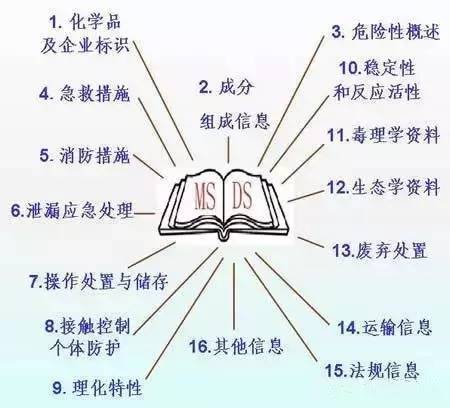 1. 化学品
及企业标识
2. 成分
组成信息
3. 危险性概述
4. 急救措施
5. 消防措施
6.泄漏应急处理
7.操作处置与储存
8.接触控制
个体防护
9. 理化特性
10.稳定性
和反应活性
11.毒理学资料
12.生态学资料
13.废弃处置
14.运输信息
15.法规信息
16.其他信息
MS DS